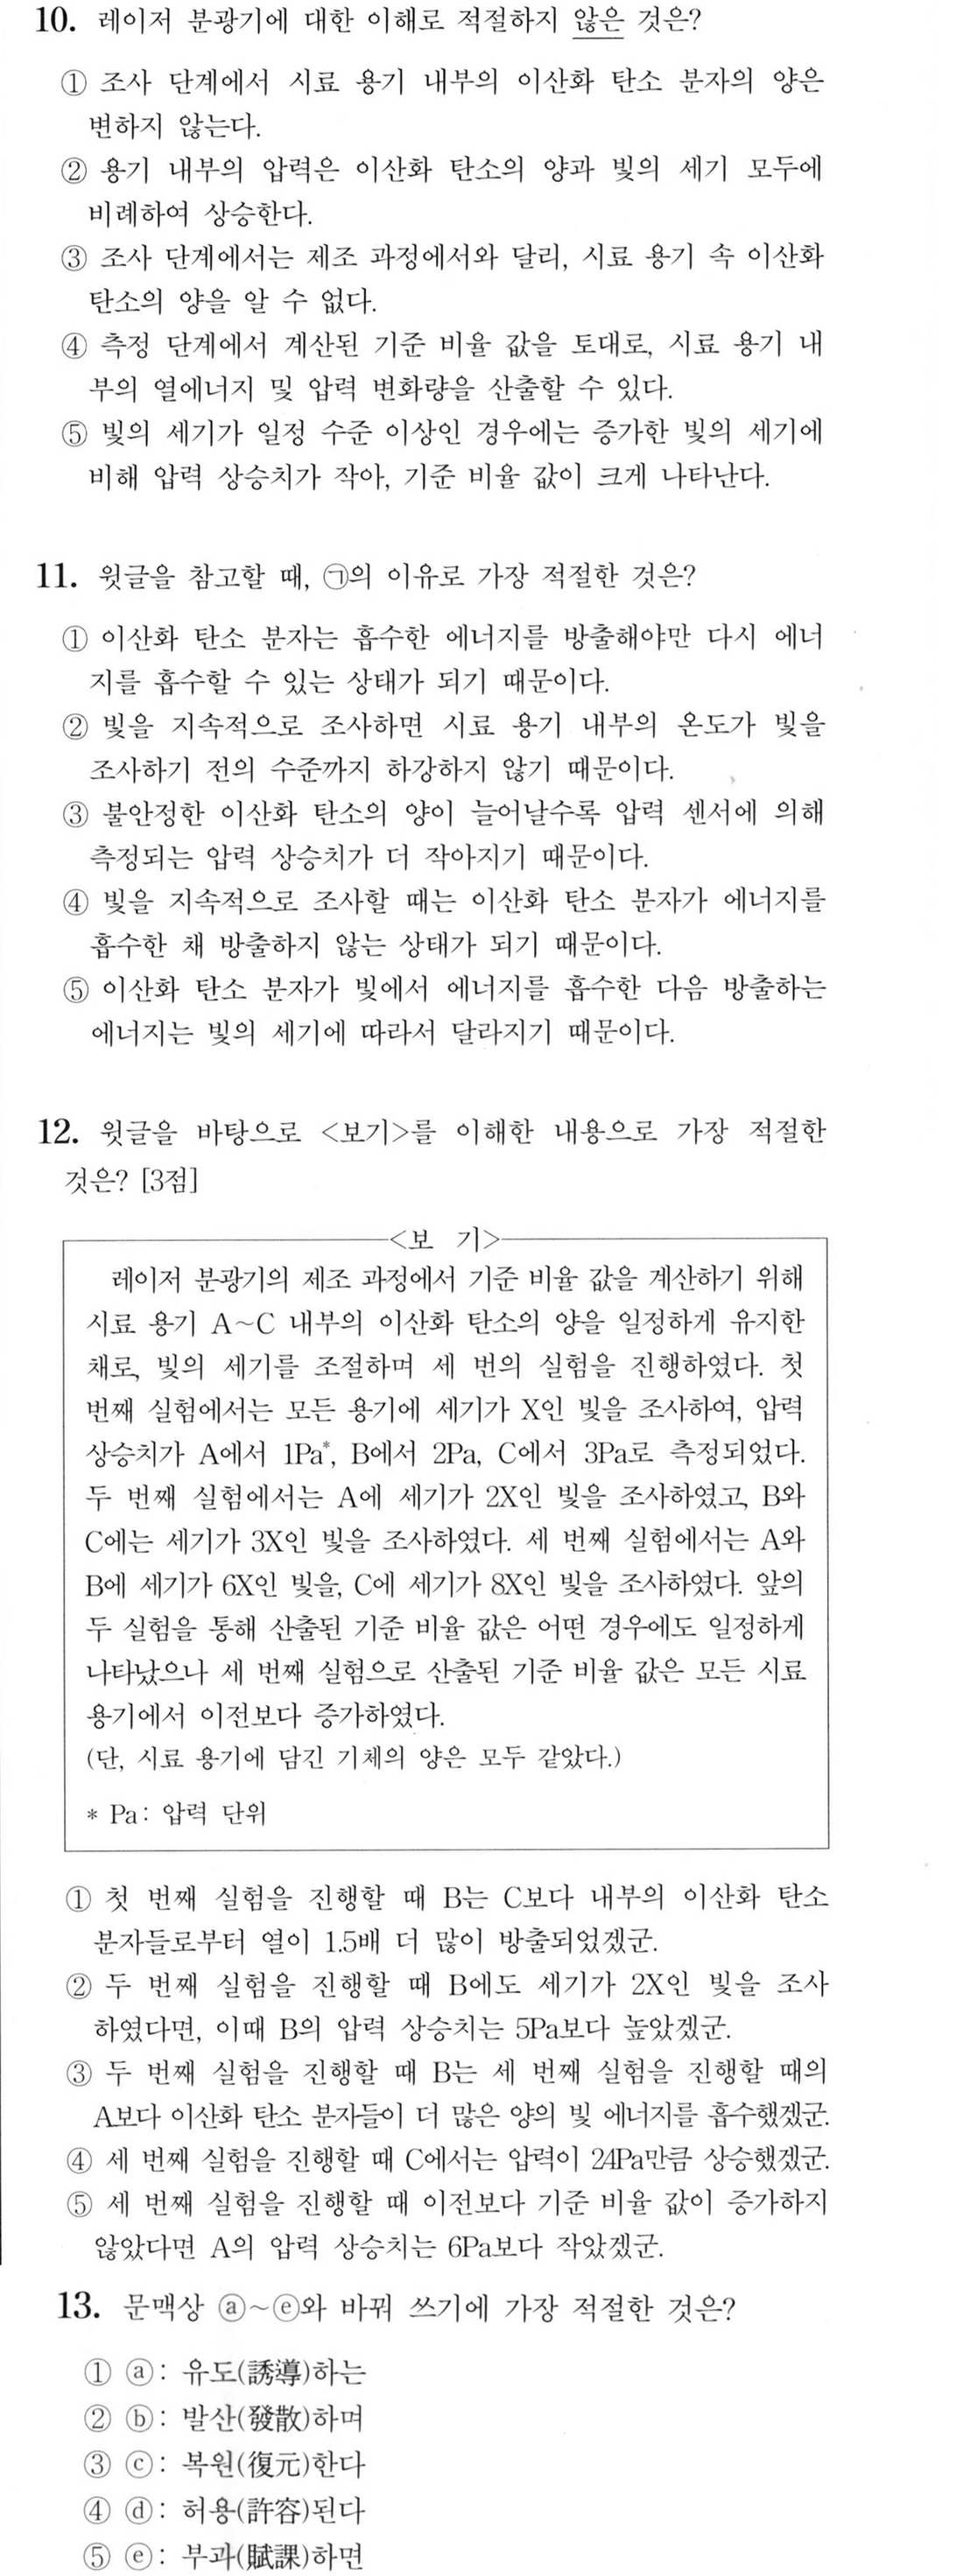 10. 레이저 분광기에 대한 이해로 적절하지 않은 것은?
① 조사 단계에서 시료 용기 내부의 이산화 탄소 분자의 양은
변하지 않는다.
② 용기 내부의 압력은 이산화 탄소의 양과 빛의 세기 모두에
비례하여 상승한다.
③ 조사 단계에서는 제조 과정에서와 달리, 시료 용기 속 이산화
탄소의 양을 알 수 없다.
④ 측정 단계에서 계산된 기준 비율 값을 토대로, 시료 용기 내
부의 열에너지 및 압력 변화량을 산출할 수 있다.
⑤ 빛의 세기가 일정 수준 이상인 경우에는 증가한 빛의 세기에
비해 압력 상승치가 작아, 기준 비율 값이 크게 나타난다.
11. 윗글을 참고할 때, ㉠의 이유로 가장 적절한 것은?
① 이산화 탄소 분자는 흡수한 에너지를 방출해야만 다시 에너
지를 흡수할 수 있는 상태가 되기 때문이다.
② 빛을 지속적으로 조사하면 시료 용기 내부의 온도가 빛을
조사하기 전의 수준까지 하강하지 않기 때문이다.
③ 불안정한 이산화 탄소의 양이 늘어날수록 압력 센서에 의해
측정되는 압력 상승치가 더 작아지기 때문이다.
④ 빛을 지속적으로 조사할 때는 이산화 탄소 분자가 에너지를
흡수한 채 방출하지 않는 상태가 되기 때문이다.
⑤ 이산화 탄소 분자가 빛에서 에너지를 흡수한 다음 방출하는
에너지는 빛의 세기에 따라서 달라지기 때문이다.
12. 윗글을 바탕으로 <보기>를 이해한 내용으로 가장 적절한
것은? [3점]
<보 기>
레이저 분광기의 제조 과정에서 기준 비율 값을 계산하기 위해
시료 용기 A~C 내부의 이산화 탄소의 양을 일정하게 유지한
채로, 빛의 세기를 조절하며 세 번의 실험을 진행하였다. 첫
번째 실험에서는 모든 용기에 세기가 X인 빛을 조사하여, 압력
상승치가 A에서 1Pa*, B에서 2Pa, C에서 3Pa로 측정되었다.
두 번째 실험에서는 A에 세기가 2X인 빛을 조사하였고, B와
C에는 세기가 3X인 빛을 조사하였다. 세 번째 실험에서는 A와
B에 세기가 6X인 빛을, C에 세기가 8X인 빛을 조사하였다. 앞의
두 실험을 통해 산출된 기준 비율 값은 어떤 경우에도 일정하게
나타났으나 세 번째 실험으로 산출된 기준 비율 값은 모든 시료
용기에서 이전보다 증가하였다.
(단, 시료 용기에 담긴 기체의 양은 모두 같았다.)
* Pa: 압력 단위
① 첫 번째 실험을 진행할 때 B는 C보다 내부의 이산화 탄소
분자들로부터 열이 1.5배 더 많이 방출되었겠군.
② 두 번째 실험을 진행할 때 B에도 세기가 2X인 빛을 조사
하였다면, 이때 B의 압력 상승치는 5Pa보다 높았겠군.
③ 두 번째 실험을 진행할 때 B는 세 번째 실험을 진행할 때의
A보다 이산화 탄소 분자들이 더 많은 양의 빛 에너지를 흡수했겠군.
④ 세 번째 실험을 진행할 때 C에서는 압력이 24Pa만큼 상승했겠군.
⑤ 세 번째 실험을 진행할 때 이전보다 기준 비율 값이 증가하지
않았다면 A의 압력 상승치는 6Pa보다 작았겠군.
13. 문맥상 ⓐ~ⓔ와 바꿔 쓰기에 가장 적절한 것은?
① ⓐ: 유도(誘導)하는
② ⓑ: 발산(發散)하며
③ ⓒ: 복원(復元)한다
④ ⓓ: 허용(許容)된다
⑤ ⓔ: 부과(賦課)하면